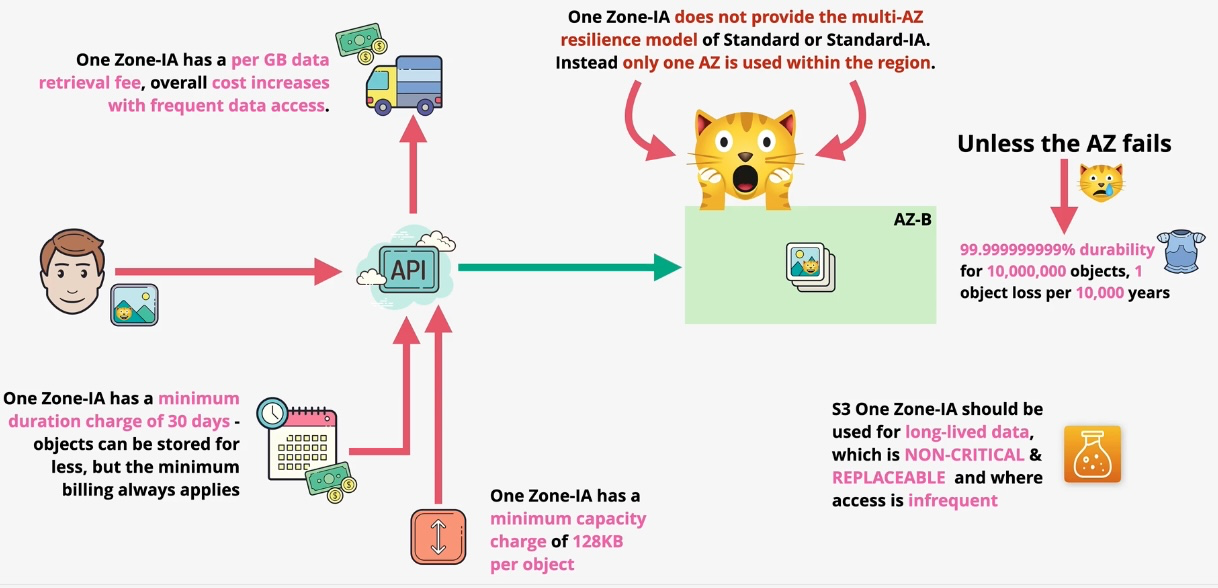 One Zone-IA has a per GB data
retrieval fee, overall cost increases
with frequent data access.
One Zone-IA does not provide the multi-AZ
resilience model of Standard or Standard-IA.
Instead only one AZ is used within the region.
Unless the AZ fails
AZ-B
99.999999999% durability
for 10,000,000 objects, 1
object loss per 10,000 years
API
One Zone-IA has a minimum
duration charge of 30 days -
objects can be stored for
less, but the minimum
billing always applies
One Zone-IA has a
minimum capacity
charge of 128KB
per object
S3 One Zone-IA should be
used for long-lived data,
which is NON-CRITICAL &
REPLACEABLE and where
access is infrequent